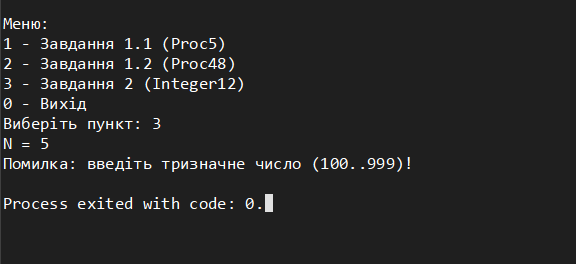 Меню:
1 - Завдання 1.1 (Proc5)
2 - Завдання 1.2 (Proc48)
3 - Завдання 2 (Integer12)
0 - Вихід
Виберіть пункт: 3
N = 5
Помилка: введіть тризначне число (100..999)!
Process exited with code: 0.